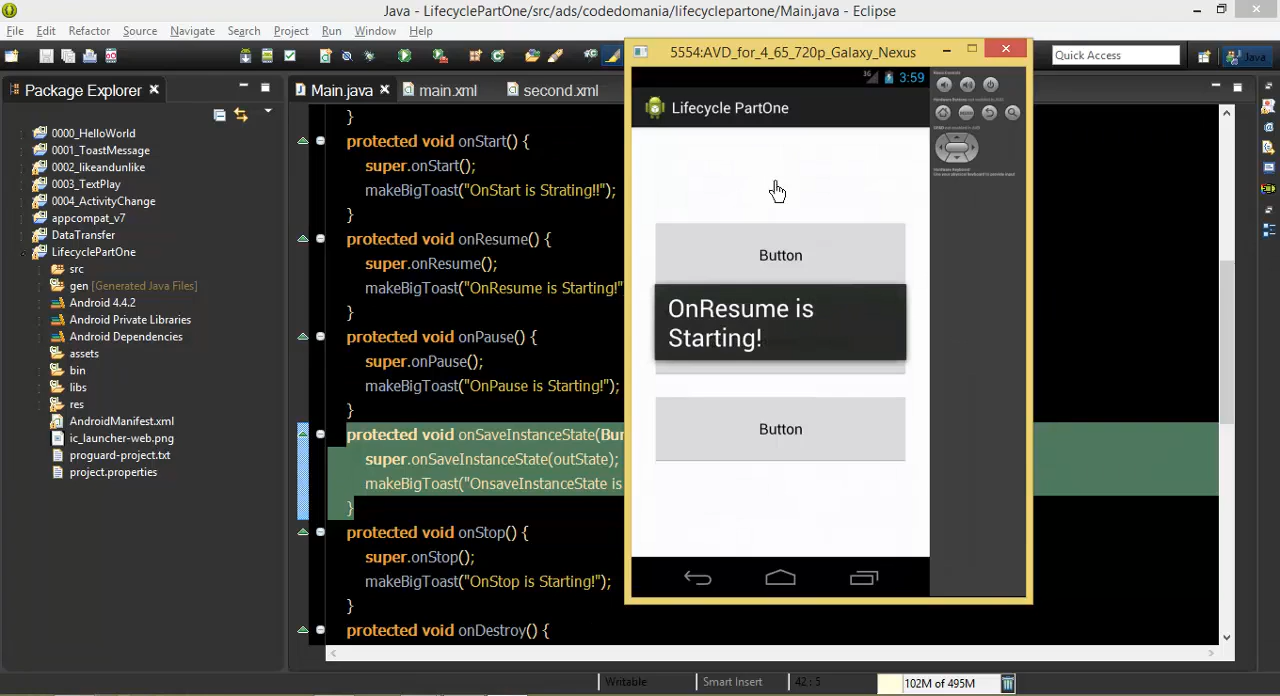 Java - LifecyclePartOne/src/ads/codedomania/lifecyclepartone/Main.java - Eclipse
File Edit Refactor Source Navigate Search Project Run Window Help
Quick Access
Java
Package Explorer
0000_HelloWorld
0001_ToastMessage
0002_likeandunlike
0003_TextPlay
0004_ActivityChange
appcompat_v7
DataTransfer
LifecyclePartOne
src
gen [Generated Java Files]
Android 4.4.2
Android Private Libraries
Android Dependencies
assets
bin
libs
res
AndroidManifest.xml
ic_launcher-web.png
proguard-project.txt
project.properties
Main.java main.xml second.xml
}
protected void onStart() {
super.onStart();
makeBigToast("OnStart is Strating!!");
}
protected void onResume() {
super.onResume();
makeBigToast("OnResume is Starting!"
}
protected void onPause() {
super.onPause();
makeBigToast("OnPause is Strating!");
}
protected void onSaveInstanceState(Bun
super.onSaveInstanceState(outState);
makeBigToast("OnsaveInstanceState is
}
protected void onStop() {
super.onStop();
makeBigToast("OnStop is Starting!");
}
protected void onDestroy() {
5554:AVD_for_4_65_720p_Galaxy_Nexus
3G 3:59
Lifecycle PartOne
Button
OnResume is
Starting!
Button
Writable Smart Insert 42 : 5 102M of 495M